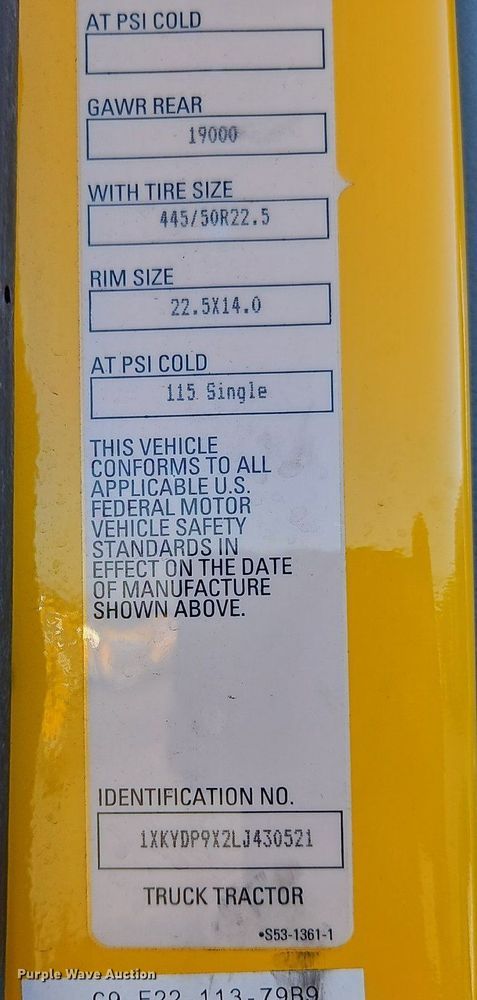 AT PSI COLD
GAWR REAR
19000
WITH TIRE SIZE
445/50R22.5
RIM SIZE
22.5X14.0
AT PSI COLD
115 Single
THIS VEHICLE
CONFORMS TO ALL
APPLICABLE U.S.
FEDERAL MOTOR
VEHICLE SAFETY
STANDARDS IN
EFFECT ON THE DATE
OF MANUFACTURE
SHOWN ABOVE.
IDENTIFICATION NO.
1XKYDP9X2LJ430521
TRUCK TRACTOR
•S53-1361-1
Purple Wave Auction